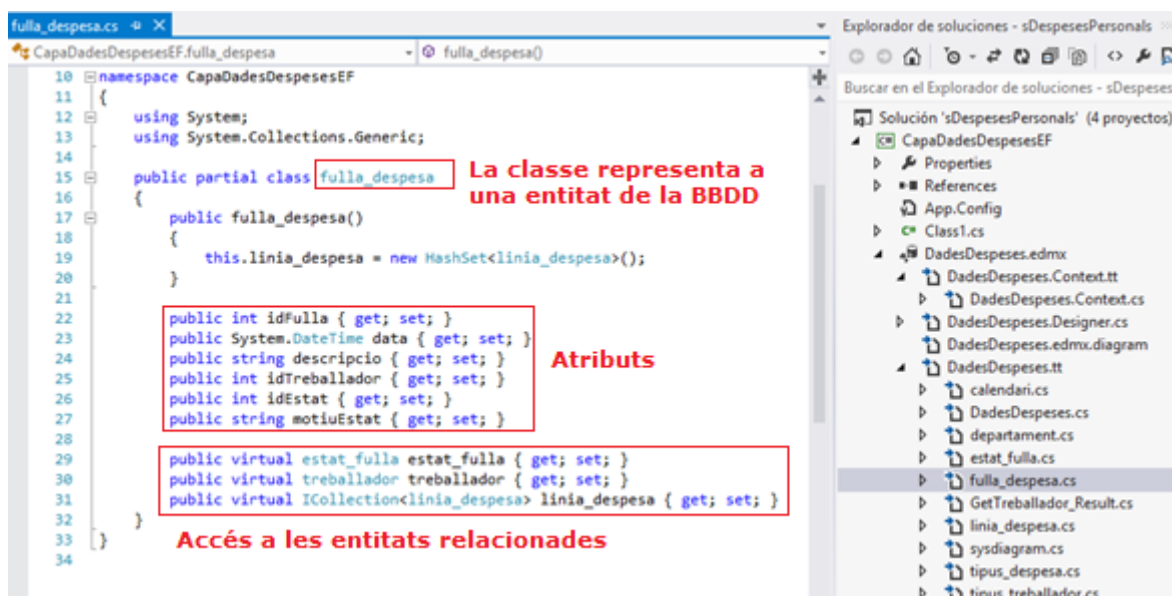 fulla_despesa.cs
CapaDadesDespesesEF.fulla_despesa
fulla_despesa()
10 namespace CapaDadesDespesesEF
11 {
12 using System;
13 using System.Collections.Generic;
14
15 public partial class fulla_despesa
16 {
17 public fulla_despesa()
18 {
19 this.linia_despesa = new HashSet<linia_despesa>();
20 }
21
22 public int idFulla { get; set; }
23 public System.DateTime data { get; set; }
24 public string descripcio { get; set; }
25 public int idTreballador { get; set; }
26 public int idEstat { get; set; }
27 public string motiuEstat { get; set; }
28
29 public virtual estat_fulla estat_fulla { get; set; }
30 public virtual treballador treballador { get; set; }
31 public virtual ICollection<linia_despesa> linia_despesa { get; set; }
32 }
33 }
34
La classe representa a
una entitat de la BBDD
Atributs
Accés a les entitats relacionades
Explorador de soluciones - sDespesesPersonals
Buscar en el Explorador de soluciones - sDespeses
Solución 'sDespesesPersonals' (4 proyectos)
CapaDadesDespesesEF
Properties
References
App.Config
Class1.cs
DadesDespeses.edmx
DadesDespeses.Context.tt
DadesDespeses.Context.cs
DadesDespeses.Designer.cs
DadesDespeses.edmx.diagram
DadesDespeses.tt
calendari.cs
DadesDespeses.cs
departament.cs
estat_fulla.cs
fulla_despesa.cs
GetTreballador_Result.cs
linia_despesa.cs
sysdiagram.cs
tipus_despesa.cs
tipus_treballador.cs